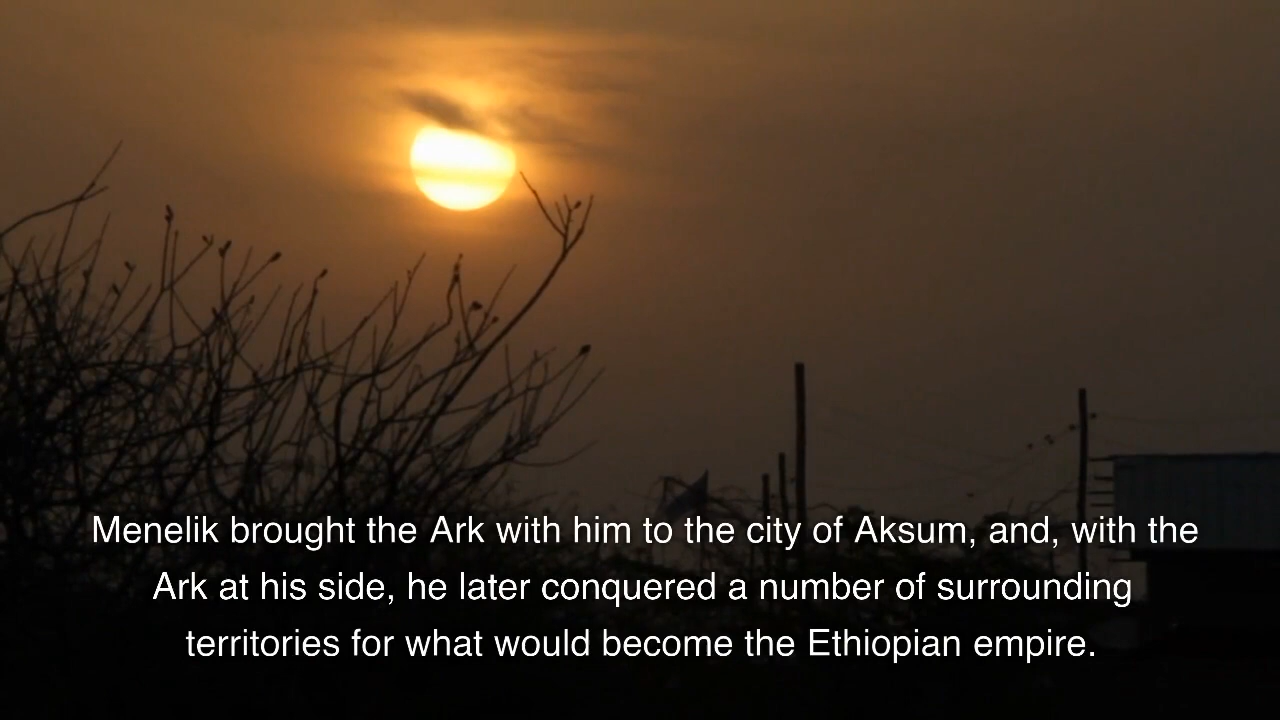 Menelik brought the Ark with him to the city of Aksum, and, with the
Ark at his side, he later conquered a number of surrounding
territories for what would become the Ethiopian empire.